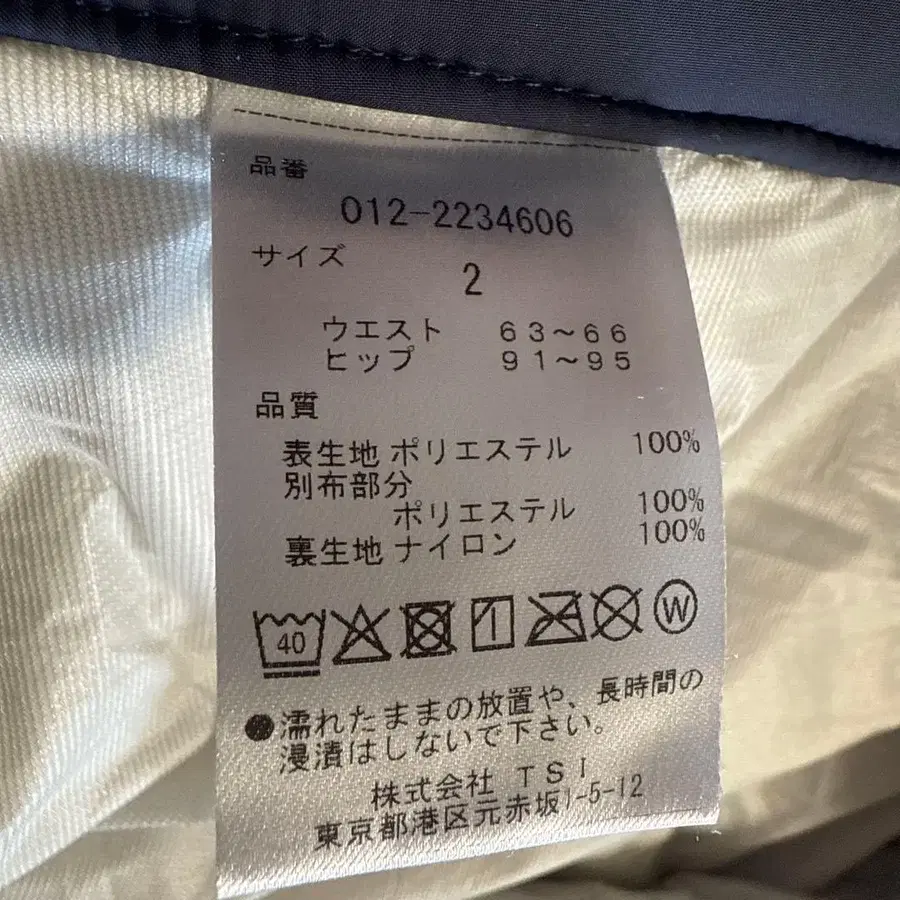 品番
012-2234606
サイズ
2
ウエスト 63～66
ヒップ 91～95
品質
表生地 ポリエステル 100%
別布部分
ポリエステル 100%
裏生地 ナイロン 100%
40 W
●濡れたままの放置や、長時間の
浸漬はしないで下さい。
株式会社 TSI
東京都港区元赤坂1-5-12